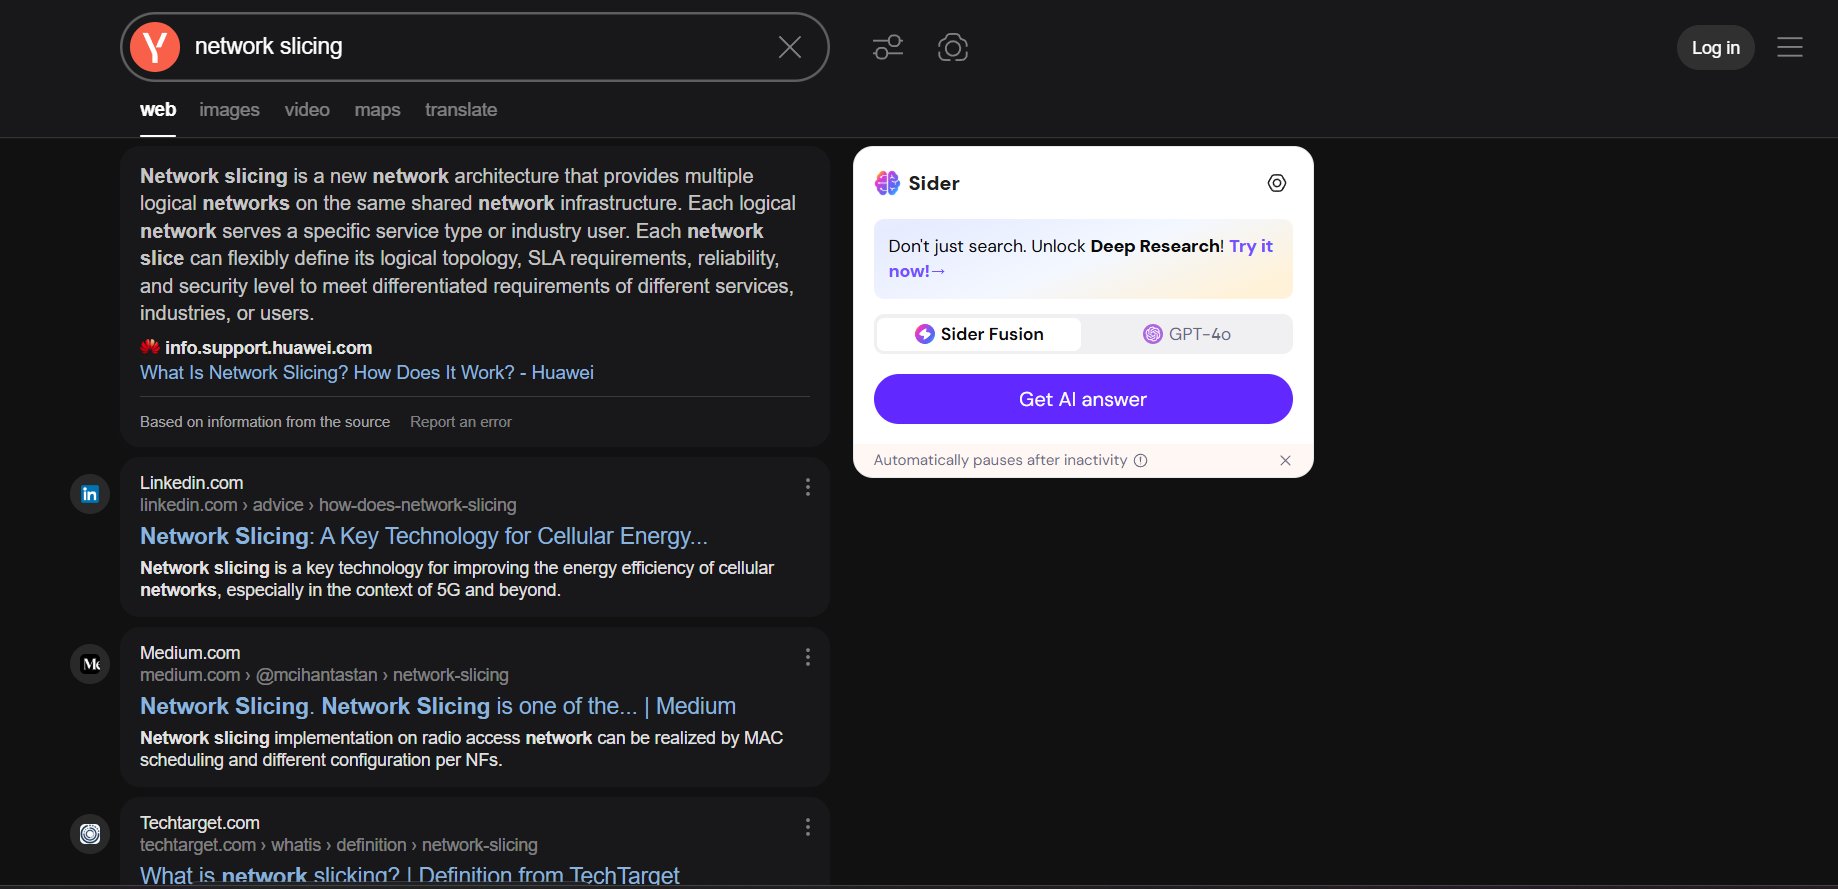 network slicing
Log in
web images video maps translate
Network slicing is a new network architecture that provides multiple
logical networks on the same shared network infrastructure. Each logical
network serves a specific service type or industry user. Each network
slice can flexibly define its logical topology, SLA requirements, reliability,
and security level to meet differentiated requirements of different services,
industries, or users.
info.support.huawei.com
What Is Network Slicing? How Does It Work? - Huawei
Based on information from the source Report an error
Linkedin.com
linkedin.com › advice › how-does-network-slicing
Network Slicing: A Key Technology for Cellular Energy...
Network slicing is a key technology for improving the energy efficiency of cellular
networks, especially in the context of 5G and beyond.
Medium.com
medium.com › @mcihantastan › network-slicing
Network Slicing. Network Slicing is one of the... | Medium
Network slicing implementation on radio access network can be realized by MAC
scheduling and different configuration per NFs.
Techtarget.com
techtarget.com › whatis › definition › network-slicing
What is network slicking? | Definition from TechTarget
Sider
Don't just search. Unlock Deep Research! Try it
now!→
Sider Fusion GPT-4o
Get AI answer
Automatically pauses after inactivity